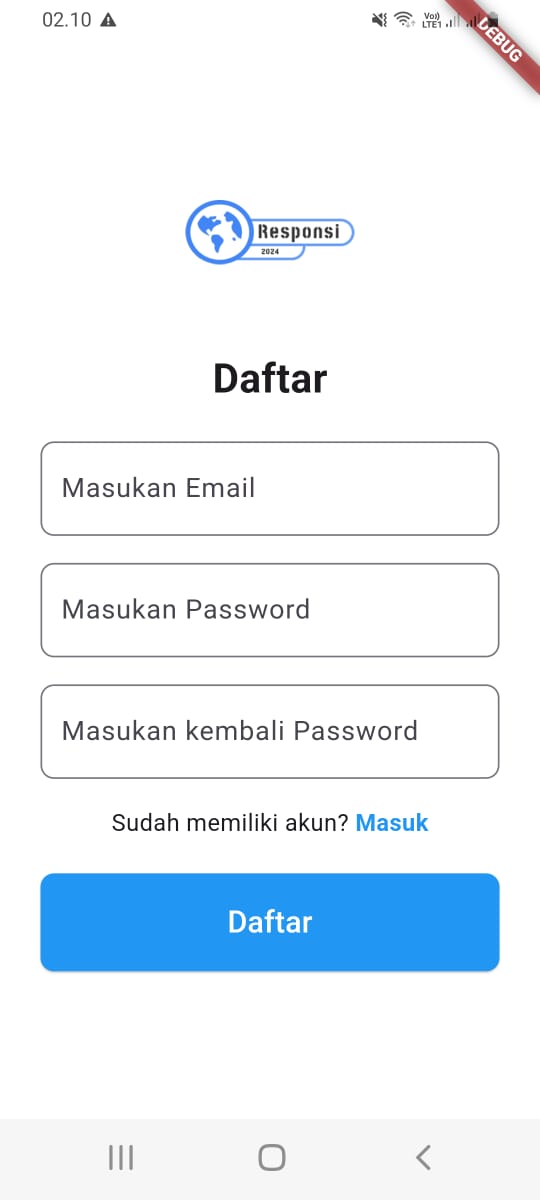 02.10
Vo)) LTE1
DEBUG
Responsi
2024
Daftar
Masukan Email
Masukan Password
Masukan kembali Password
Sudah memiliki akun? Masuk
Daftar